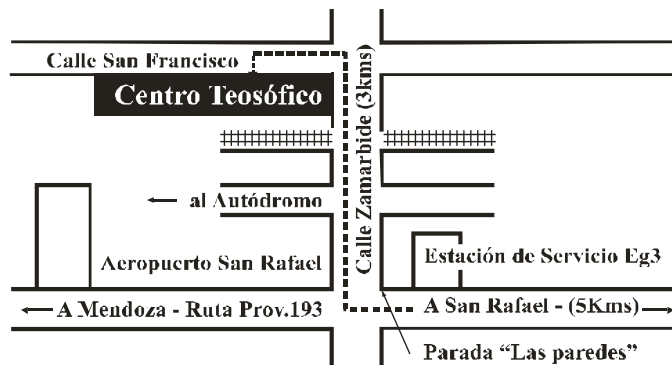 Calle San Francisco
Centro Teosófico
Calle Zamarbide (3kms)
al Autódromo
Aeropuerto San Rafael
Estación de Servicio Eg3
A Mendoza - Ruta Prov.193
A San Rafael - (5Kms)
Parada “Las paredes”